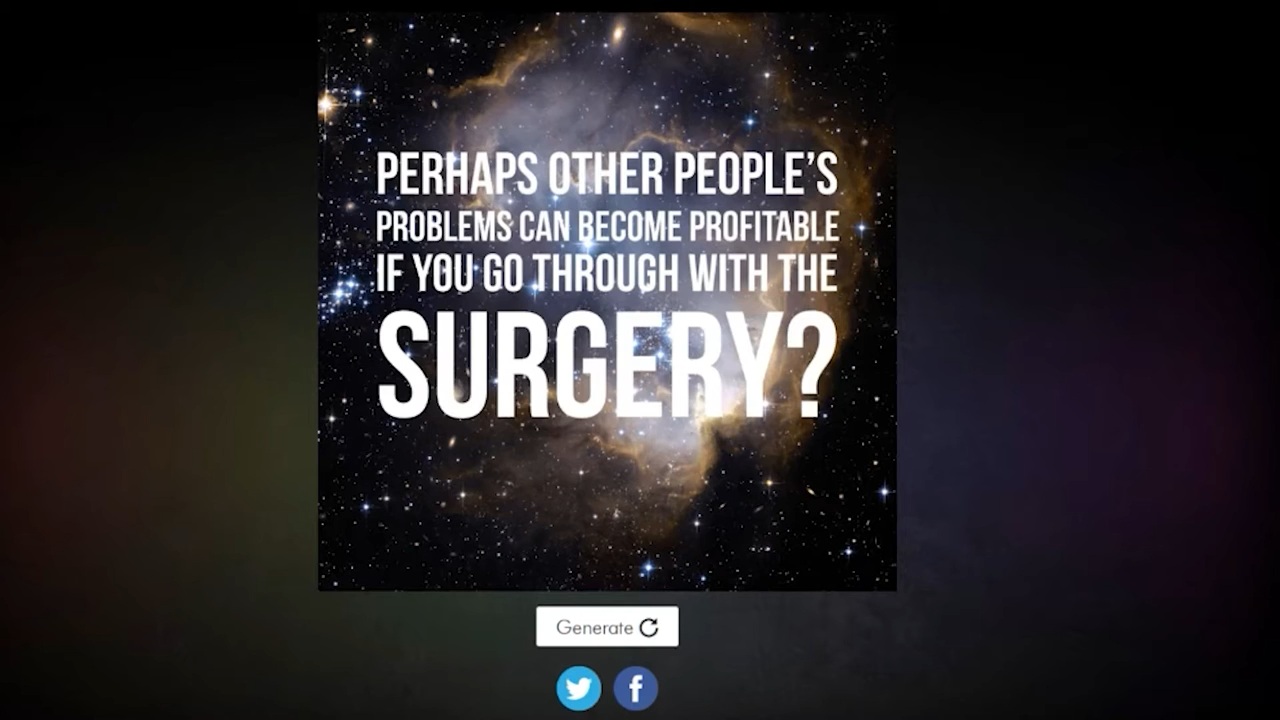 PERHAPS OTHER PEOPLE'S
PROBLEMS CAN BECOME PROFITABLE
IF YOU GO THROUGH WITH THE
SURGERY?
Generate